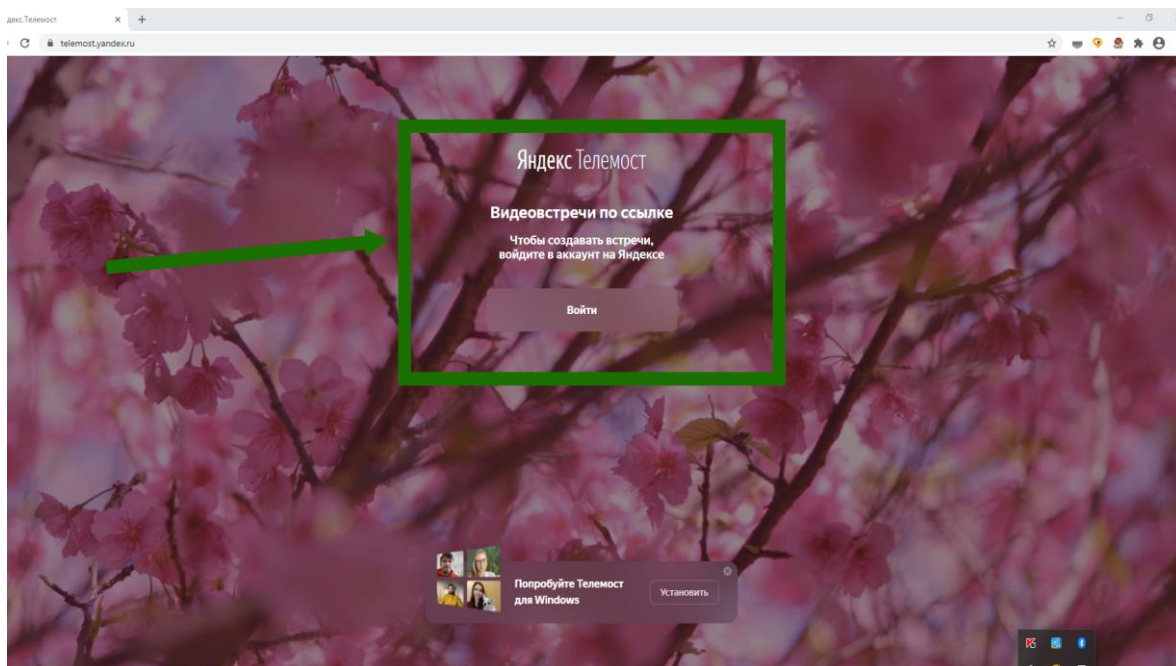 декс.Телемост
telemost.yandex.ru
Яндекс Телемост
Видеовстречи по ссылке
Чтобы создавать встречи,
войдите в аккаунт на Яндексе
Войти
Попробуйте Телемост
для Windows
Установить